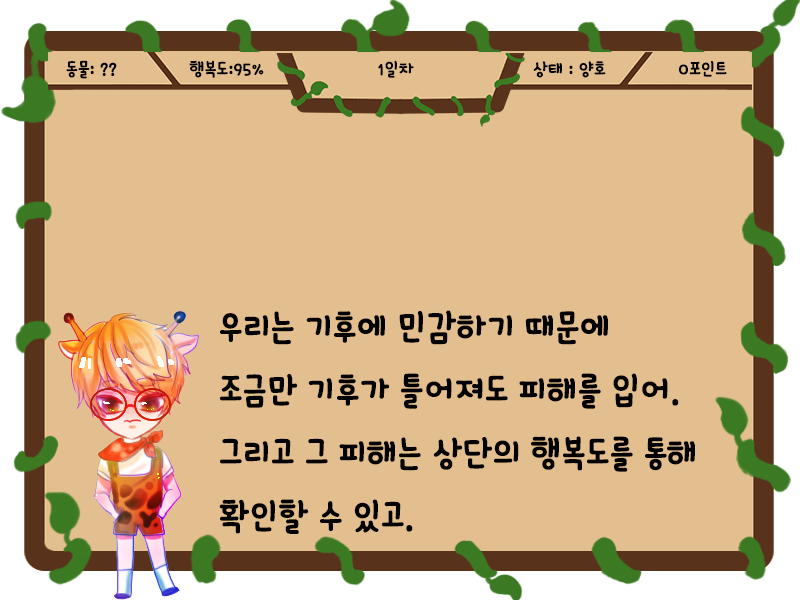 동물: ?? 행복도:95% 1일차 상태 : 양호 0포인트
우리는 기후에 민감하기 때문에
조금만 기후가 틀어져도 피해를 입어.
그리고 그 피해는 상단의 행복도를 통해
확인할 수 있고.